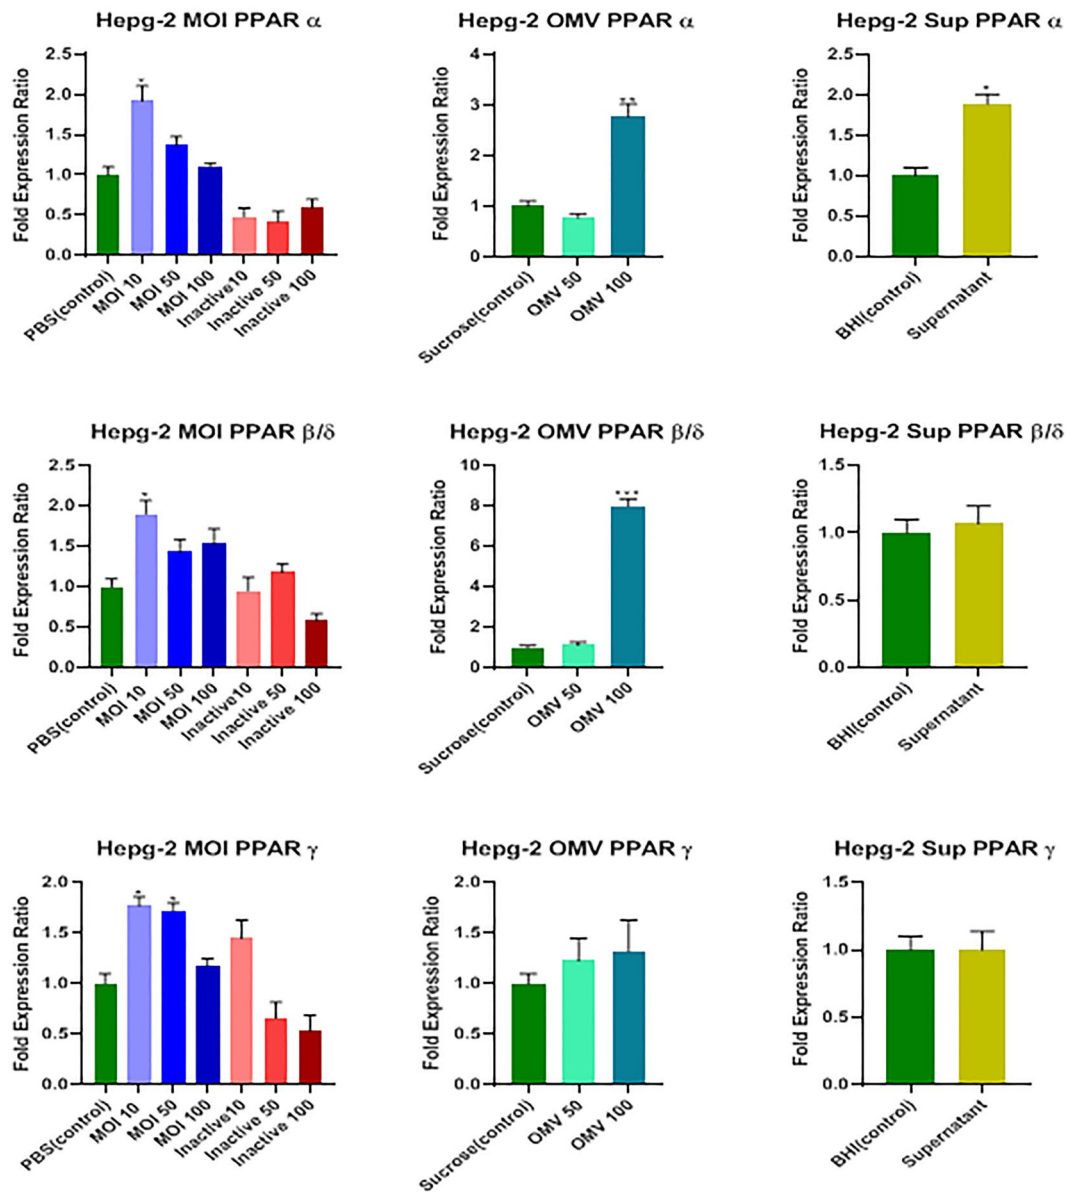 Hepg-2 MOI PPAR α
Fold Expression Ratio
2.5
2.0
1.5
1.0
0.5
0.0
*
PBS(control)
MOI 10
MOI 50
MOI 100
Inactive10
Inactive 50
Inactive 100
Hepg-2 OMV PPAR α
Fold Expression Ratio
4
3
2
1
0
**
Sucrose(control)
OMV 50
OMV 100
Hepg-2 Sup PPAR α
Fold Expression Ratio
2.5
2.0
1.5
1.0
0.5
0.0
*
BHI(control)
Supernatant
Hepg-2 MOI PPAR β/δ
Fold Expression Ratio
2.5
2.0
1.5
1.0
0.5
0.0
*
PBS(control)
MOI 10
MOI 50
MOI 100
Inactive10
Inactive 50
Inactive 100
Hepg-2 OMV PPAR β/δ
Fold Expression Ratio
10
8
6
4
2
0
***
Sucrose(control)
OMV 50
OMV 100
Hepg-2 Sup PPAR β/δ
Fold Expression Ratio
1.5
1.0
0.5
0.0
BHI(control)
Supernatant
Hepg-2 MOI PPAR γ
Fold Expression Ratio
2.0
1.5
1.0
0.5
0.0
*
*
PBS(control)
MOI 10
MOI 50
MOI 100
Inactive10
Inactive 50
Inactive 100
Hepg-2 OMV PPAR γ
Fold Expression Ratio
2.0
1.5
1.0
0.5
0.0
Sucrose(control)
OMV 50
OMV 100
Hepg-2 Sup PPAR γ
Fold Expression Ratio
1.5
1.0
0.5
0.0
BHI(control)
Supernatant